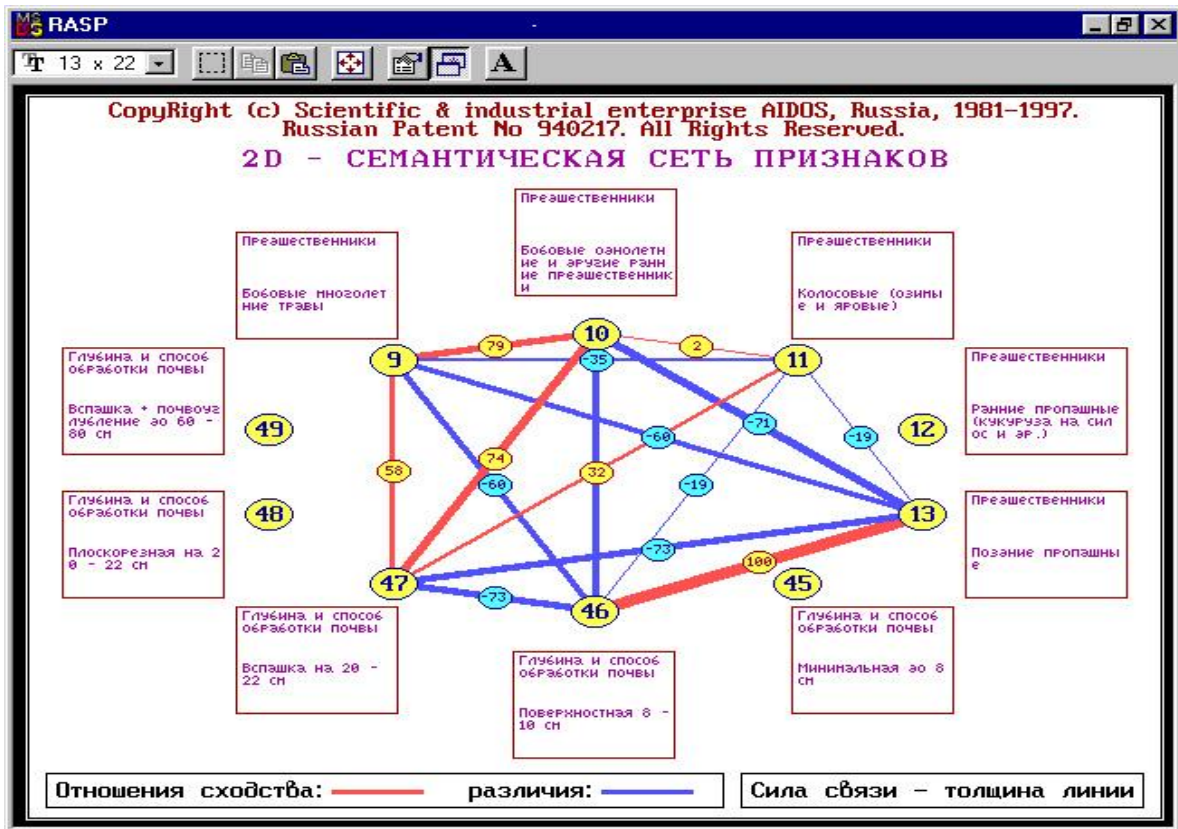 RASP
13 x 22
A
CopyRight (c) Scientific & industrial enterprise AIDOS, Russia, 1981-1997.
Russian Patent No 940217. All Rights Reserved.
2D - СЕМАНТИЧЕСКАЯ СЕТЬ ПРИЗНАКОВ
Предшественники
Бобовые однолетн
ие и другие ранн
ие предшественник
и
Предшественники
Бобовые многолет
ние травы
Предшественники
Колосовые (озимы
е и яровые)
Глубина и способ
обработки почвы
Вспашка + почвоуг
лубление до 60 -
80 см
Предшественники
Ранние пропашные
(кукуруза на сил
ос и др.)
Глубина и способ
обработки почвы
Плоскорезная на 2
0 - 22 см
Предшественники
Поздние пропашны
е
Глубина и способ
обработки почвы
Вспашка на 20 -
22 см
Глубина и способ
обработки почвы
Поверхностная 8 -
10 см
Глубина и способ
обработки почвы
Минимальная до 8
см
9
10
11
12
13
45
46
47
48
49
79
2
-35
-60
-71
-19
58
74
-60
32
-19
-73
100
-73
Отношения сходства: различия:
Сила связи - толщина линии